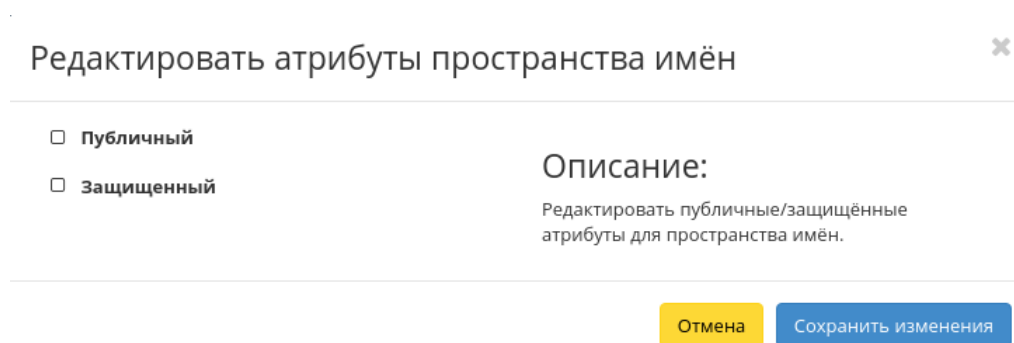 Редактировать атрибуты пространства имён
Публичный
Защищенный
Описание:
Редактировать публичные/защищённые
атрибуты для пространства имён.
Отмена
Сохранить изменения